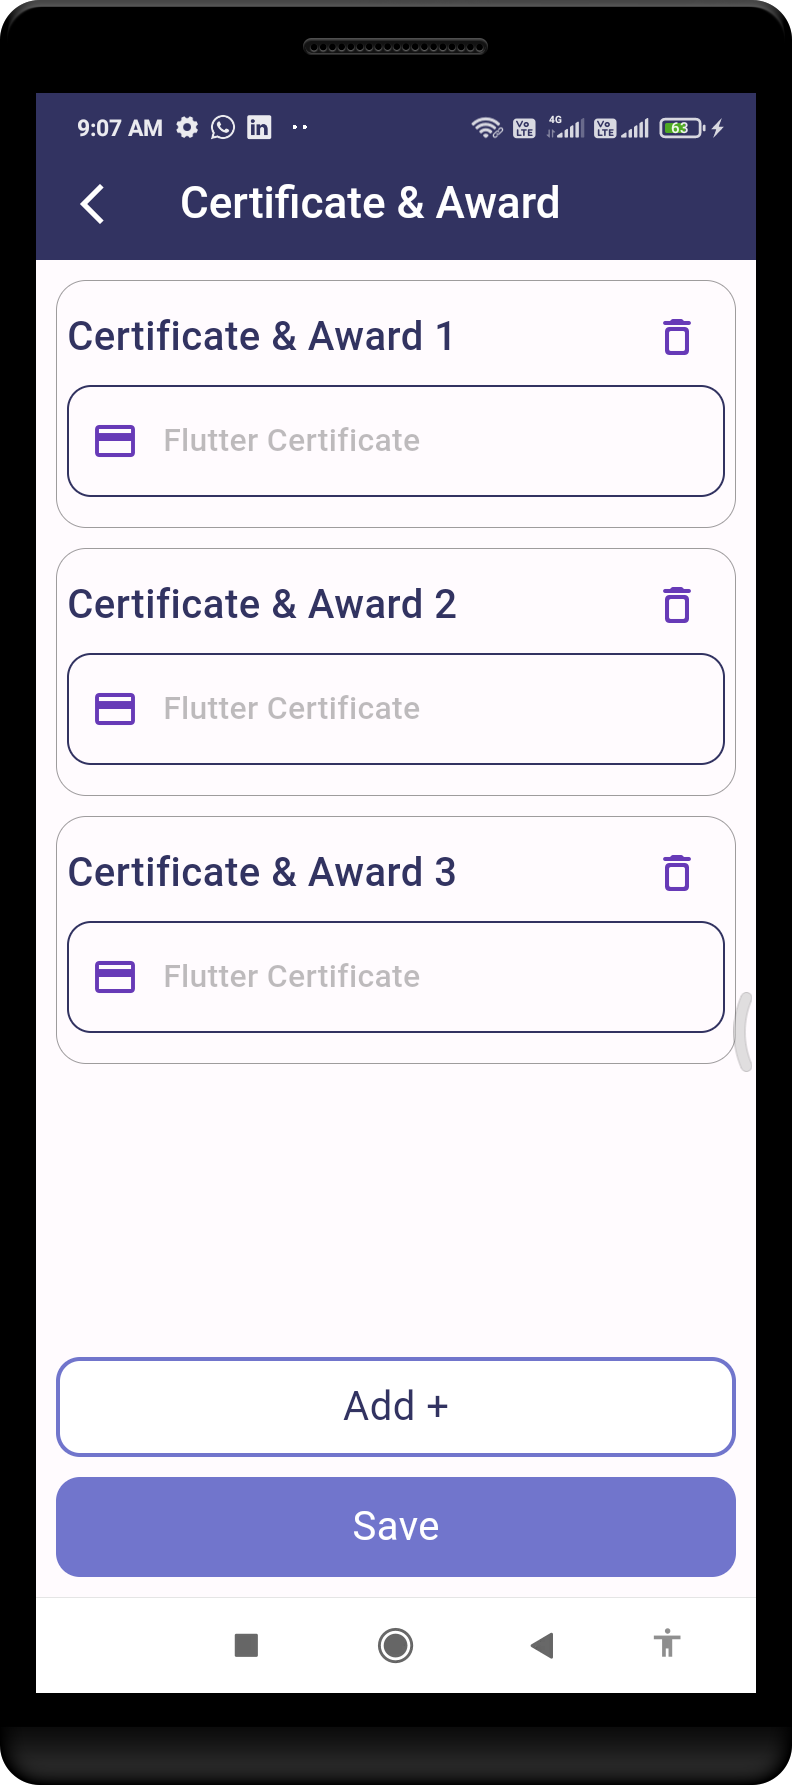 9:07 AM
Vo LTE 4G Vo LTE 63
Certificate & Award
Certificate & Award 1
Flutter Certificate
Certificate & Award 2
Flutter Certificate
Certificate & Award 3
Flutter Certificate
Add +
Save